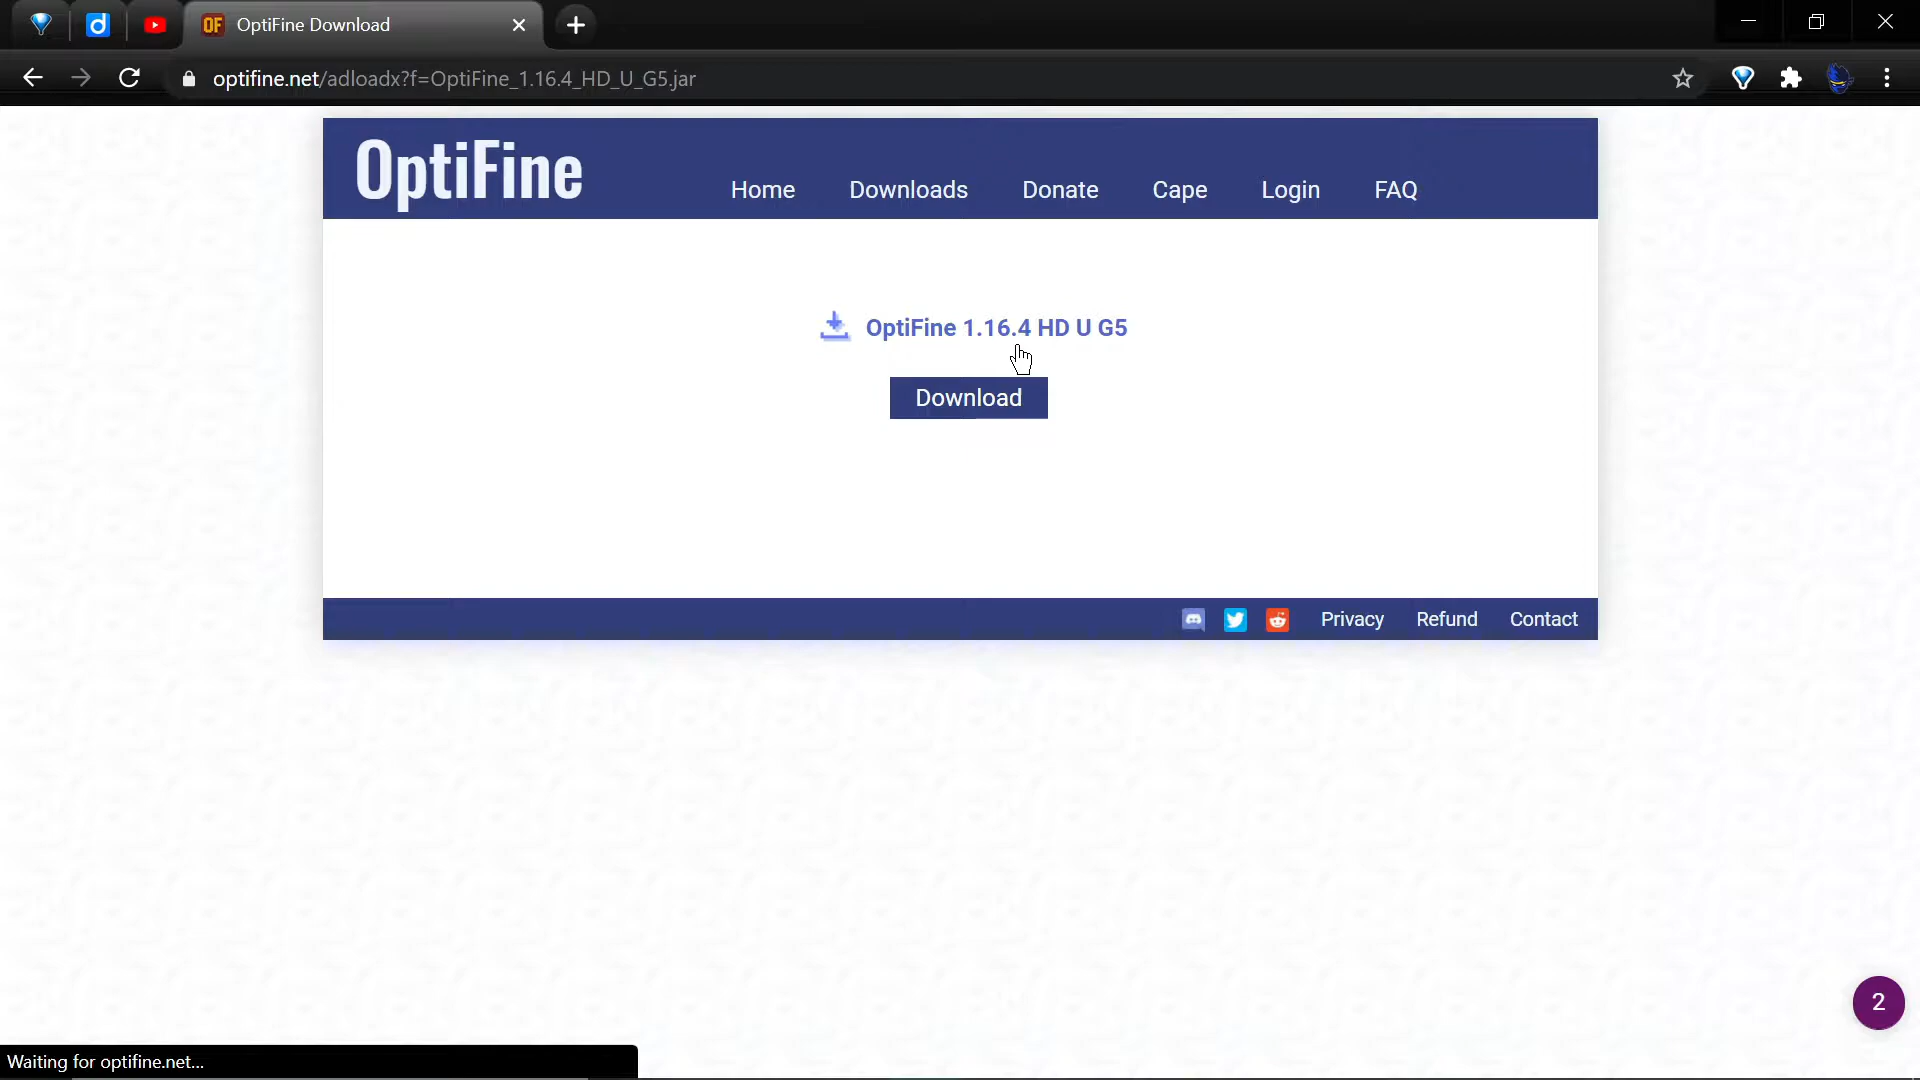 OF OptiFine Download
optifine.net/adloadx?f=OptiFine_1.16.4_HD_U_G5.jar
OptiFine
Home Downloads Donate Cape Login FAQ
OptiFine 1.16.4 HD U G5
Download
Privacy Refund Contact
2
Waiting for optifine.net...